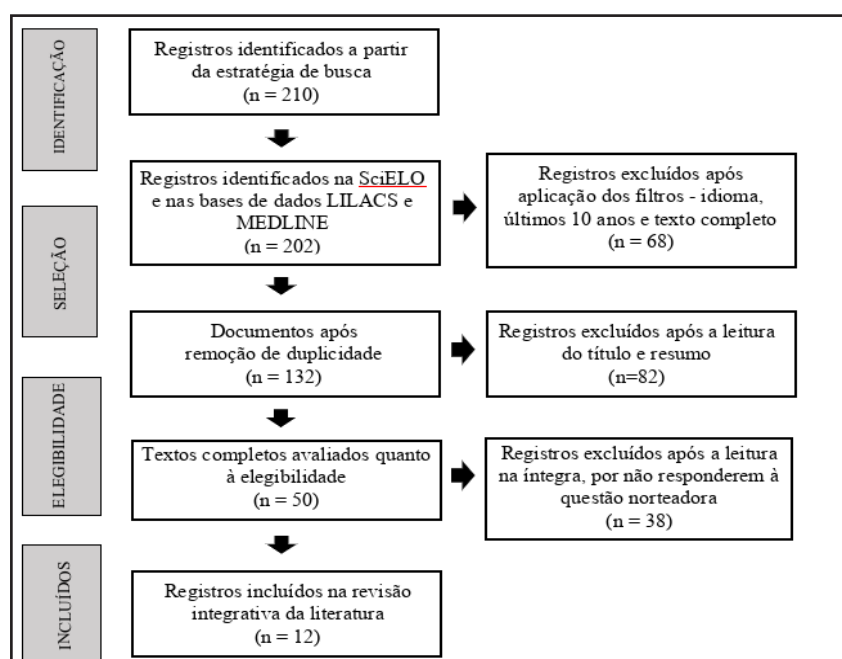 IDENTIFICAÇÃO
Registros identificados a partir
da estratégia de busca
(n = 210)
Registros identificados na SciELO
e nas bases de dados LILACS e
MEDLINE
(n = 202)
Registros excluídos após
aplicação dos filtros - idioma,
últimos 10 anos e texto completo
(n = 68)
SELEÇÃO
Documentos após
remoção de duplicidade
(n = 132)
Registros excluídos após a leitura
do título e resumo
(n=82)
ELEGIBILIDADE
Textos completos avaliados quanto
à elegibilidade
(n = 50)
Registros excluídos após a leitura
na íntegra, por não responderem à
questão norteadora
(n = 38)
INCLUÍDOS
Registros incluídos na revisão
integrativa da literatura
(n = 12)